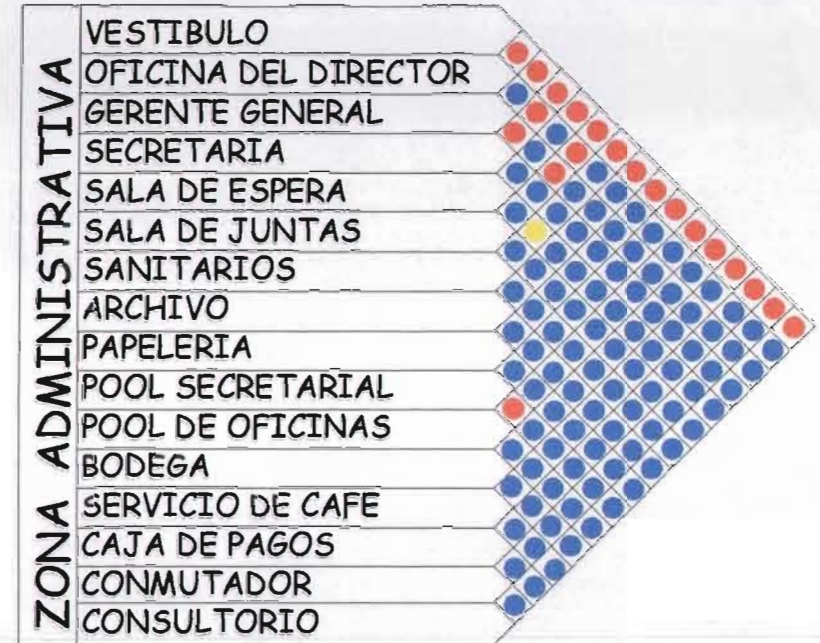 ZONA ADMINISTRATIVA
VESTIBULO
OFICINA DEL DIRECTOR
GERENTE GENERAL
SECRETARIA
SALA DE ESPERA
SALA DE JUNTAS
SANITARIOS
ARCHIVO
PAPELERIA
POOL SECRETARIAL
POOL DE OFICINAS
BODEGA
SERVICIO DE CAFE
CAJA DE PAGOS
CONMUTADOR
CONSULTORIO